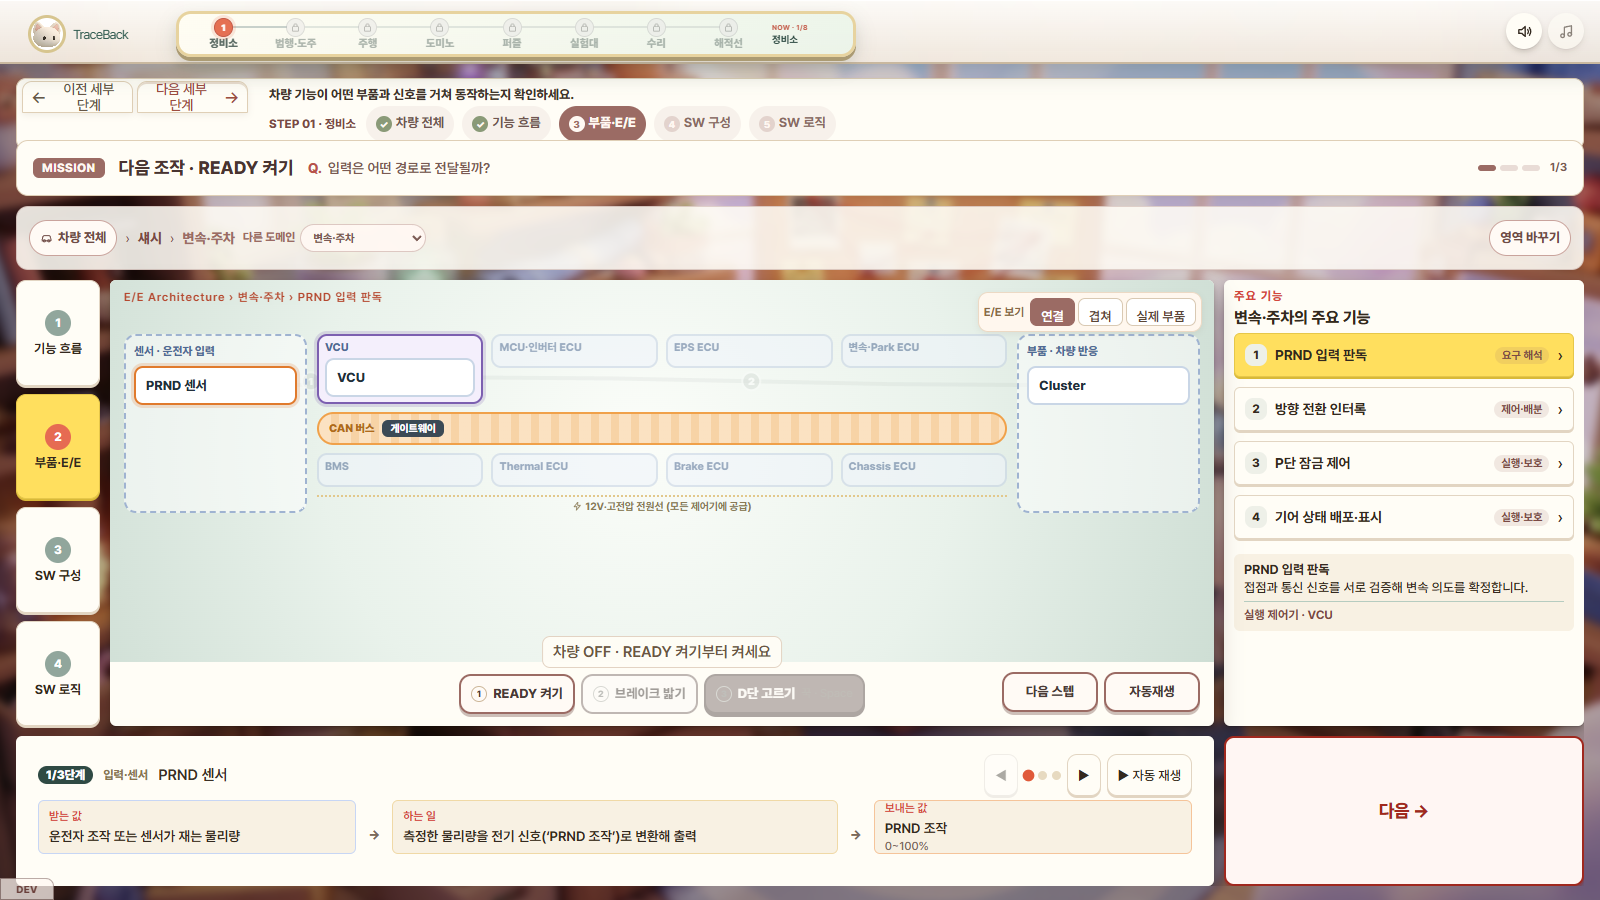 TraceBack
1
정비소
범행·도주
주행
도미노
퍼즐
실험대
수리
해적선
NOW · 1/8
정비소
← 이전 세부 단계
다음 세부 단계 →
차량 기능이 어떤 부품과 신호를 거쳐 동작하는지 확인하세요.
STEP 01 · 정비소
차량 전체
기능 흐름
3 부품·E/E
4 SW 구성
5 SW 로직
MISSION 다음 조작 · READY 켜기 Q. 입력은 어떤 경로로 전달될까?
1/3
차량 전체 › 섀시 › 변속·주차 다른 도메인 변속·주차
영역 바꾸기
1
기능 흐름
2
부품·E/E
3
SW 구성
4
SW 로직
E/E Architecture › 변속·주차 › PRND 입력 판독
E/E 보기 연결 겹쳐 실제 부품
센서 · 운전자 입력
PRND 센서
VCU
VCU
MCU·인버터 ECU
EPS ECU
변속·Park ECU
2
부품 · 차량 반응
Cluster
CAN 버스 게이트웨이
BMS
Thermal ECU
Brake ECU
Chassis ECU
12V·고전압 전원선 (모든 제어기에 공급)
차량 OFF · READY 켜기부터 켜세요
1 READY 켜기
2 브레이크 밟기
D단 고르기
다음 스텝
자동재생
주요 기능
변속·주차의 주요 기능
1 PRND 입력 판독 요구 해석 ›
2 방향 전환 인터록 제어·배분 ›
3 P단 잠금 제어 실행·보호 ›
4 기어 상태 배포·표시 실행·보호 ›
PRND 입력 판독
접점과 통신 신호를 서로 검증해 변속 의도를 확정합니다.
실행 제어기 · VCU
1/3단계 입력·센서 PRND 센서
◀ ▶ ▶ 자동 재생
받는 값
운전자 조작 또는 센서가 재는 물리량
→
하는 일
측정한 물리량을 전기 신호(‘PRND 조작’)로 변환해 출력
→
보내는 값
PRND 조작
0~100%
다음 →
DEV